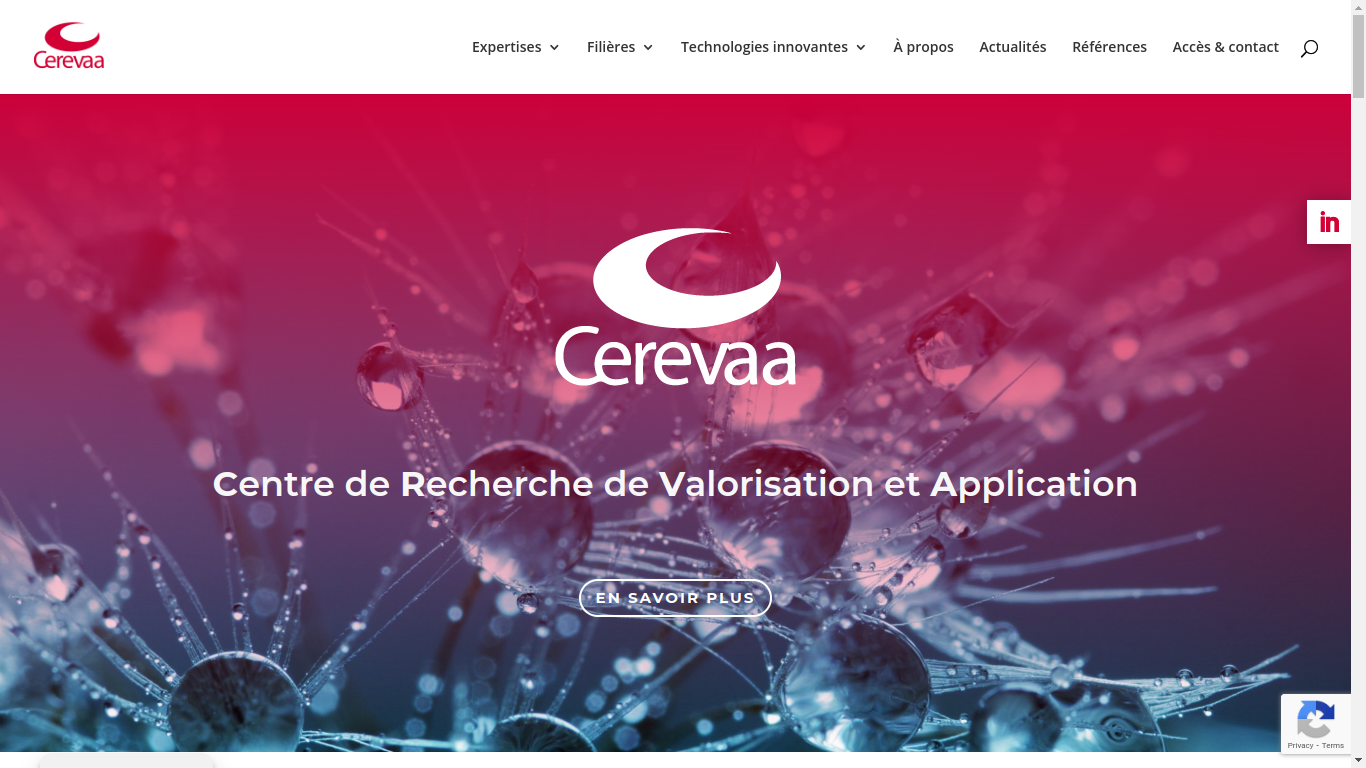 Cerevaa
Expertises
Filières
Technologies innovantes
À propos
Actualités
Références
Accès & contact
in
Cerevaa
Centre de Recherche de Valorisation et Application
EN SAVOIR PLUS
Privacy - Terms